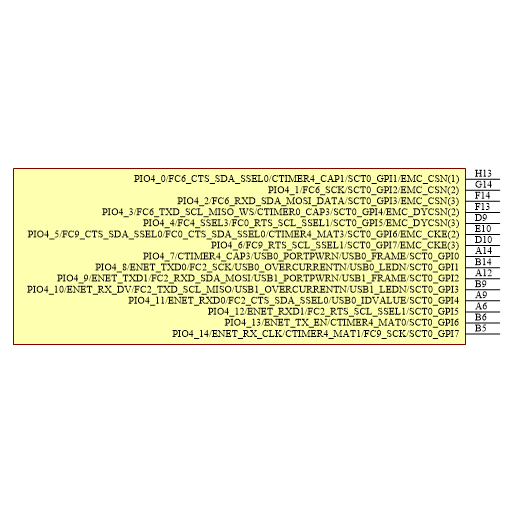 PIO4_0/FC6_CTS_SDA_SSEL0/CTIMER4_CAP1/SCT0_GPI1/EMC_CSN(1) H13
PIO4_1/FC6_SCK/SCT0_GPI2/EMC_CSN(2) G14
PIO4_2/FC6_RXD_SDA_MOSI_DATA/SCT0_GPI3/EMC_CSN(3) F14
PIO4_3/FC6_TXD_SCL_MISO_WS/CTIMER0_CAP3/SCT0_GPI4/EMC_DYCSN(2) F13
PIO4_4/FC4_SSEL3/FC0_RTS_SCL_SSEL1/SCT0_GPI5/EMC_DYCSN(3) D9
PIO4_5/FC9_CTS_SDA_SSEL0/FC0_CTS_SDA_SSEL0/CTIMER4_MAT3/SCT0_GPI6/EMC_CKE(2) E10
PIO4_6/FC9_RTS_SCL_SSEL1/SCT0_GPI7/EMC_CKE(3) D10
PIO4_7/CTIMER4_CAP3/USB0_PORTPWRN/USB0_FRAME/SCT0_GPI0 A14
PIO4_8/ENET_TXD0/FC2_SCK/USB0_OVERCURRENTN/USB0_LEDN/SCT0_GPI1 B14
PIO4_9/ENET_TXD1/FC2_RXD_SDA_MOSI/USB1_PORTPWRN/USB1_FRAME/SCT0_GPI2 A12
PIO4_10/ENET_RX_DV/FC2_TXD_SCL_MISO/USB1_OVERCURRENTN/USB1_LEDN/SCT0_GPI3 B9
PIO4_11/ENET_RXD0/FC2_CTS_SDA_SSEL0/USB0_IDVALUE/SCT0_GPI4 A9
PIO4_12/ENET_RXD1/FC2_RTS_SCL_SSEL1/SCT0_GPI5 A6
PIO4_13/ENET_TX_EN/CTIMER4_MAT0/SCT0_GPI6 B6
PIO4_14/ENET_RX_CLK/CTIMER4_MAT1/FC9_SCK/SCT0_GPI7 B5